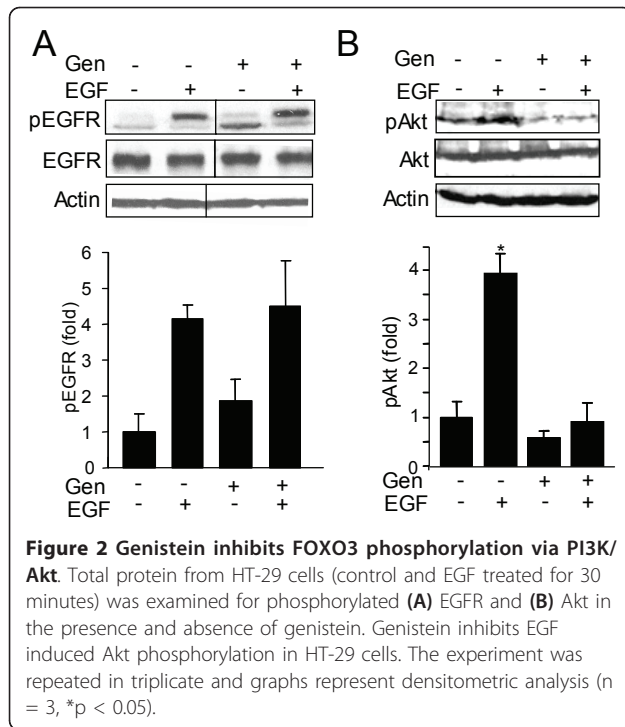 A
B
Gen - - + +
EGF - + - +
pEGFR
EGFR
Actin
Gen - - + +
EGF - + - +
pAkt
Akt
Actin
pEGFR (fold)
6
5
4
3
2
1
0
Gen - - + +
EGF - + - +
pAkt (fold)
4
3
2
1
0
*
Gen - - + +
EGF - + - +
Figure 2 Genistein inhibits FOXO3 phosphorylation via PI3K/
Akt. Total protein from HT-29 cells (control and EGF treated for 30
minutes) was examined for phosphorylated (A) EGFR and (B) Akt in
the presence and absence of genistein. Genistein inhibits EGF
induced Akt phosphorylation in HT-29 cells. The experiment was
repeated in triplicate and graphs represent densitometric analysis (n
= 3, *p < 0.05).